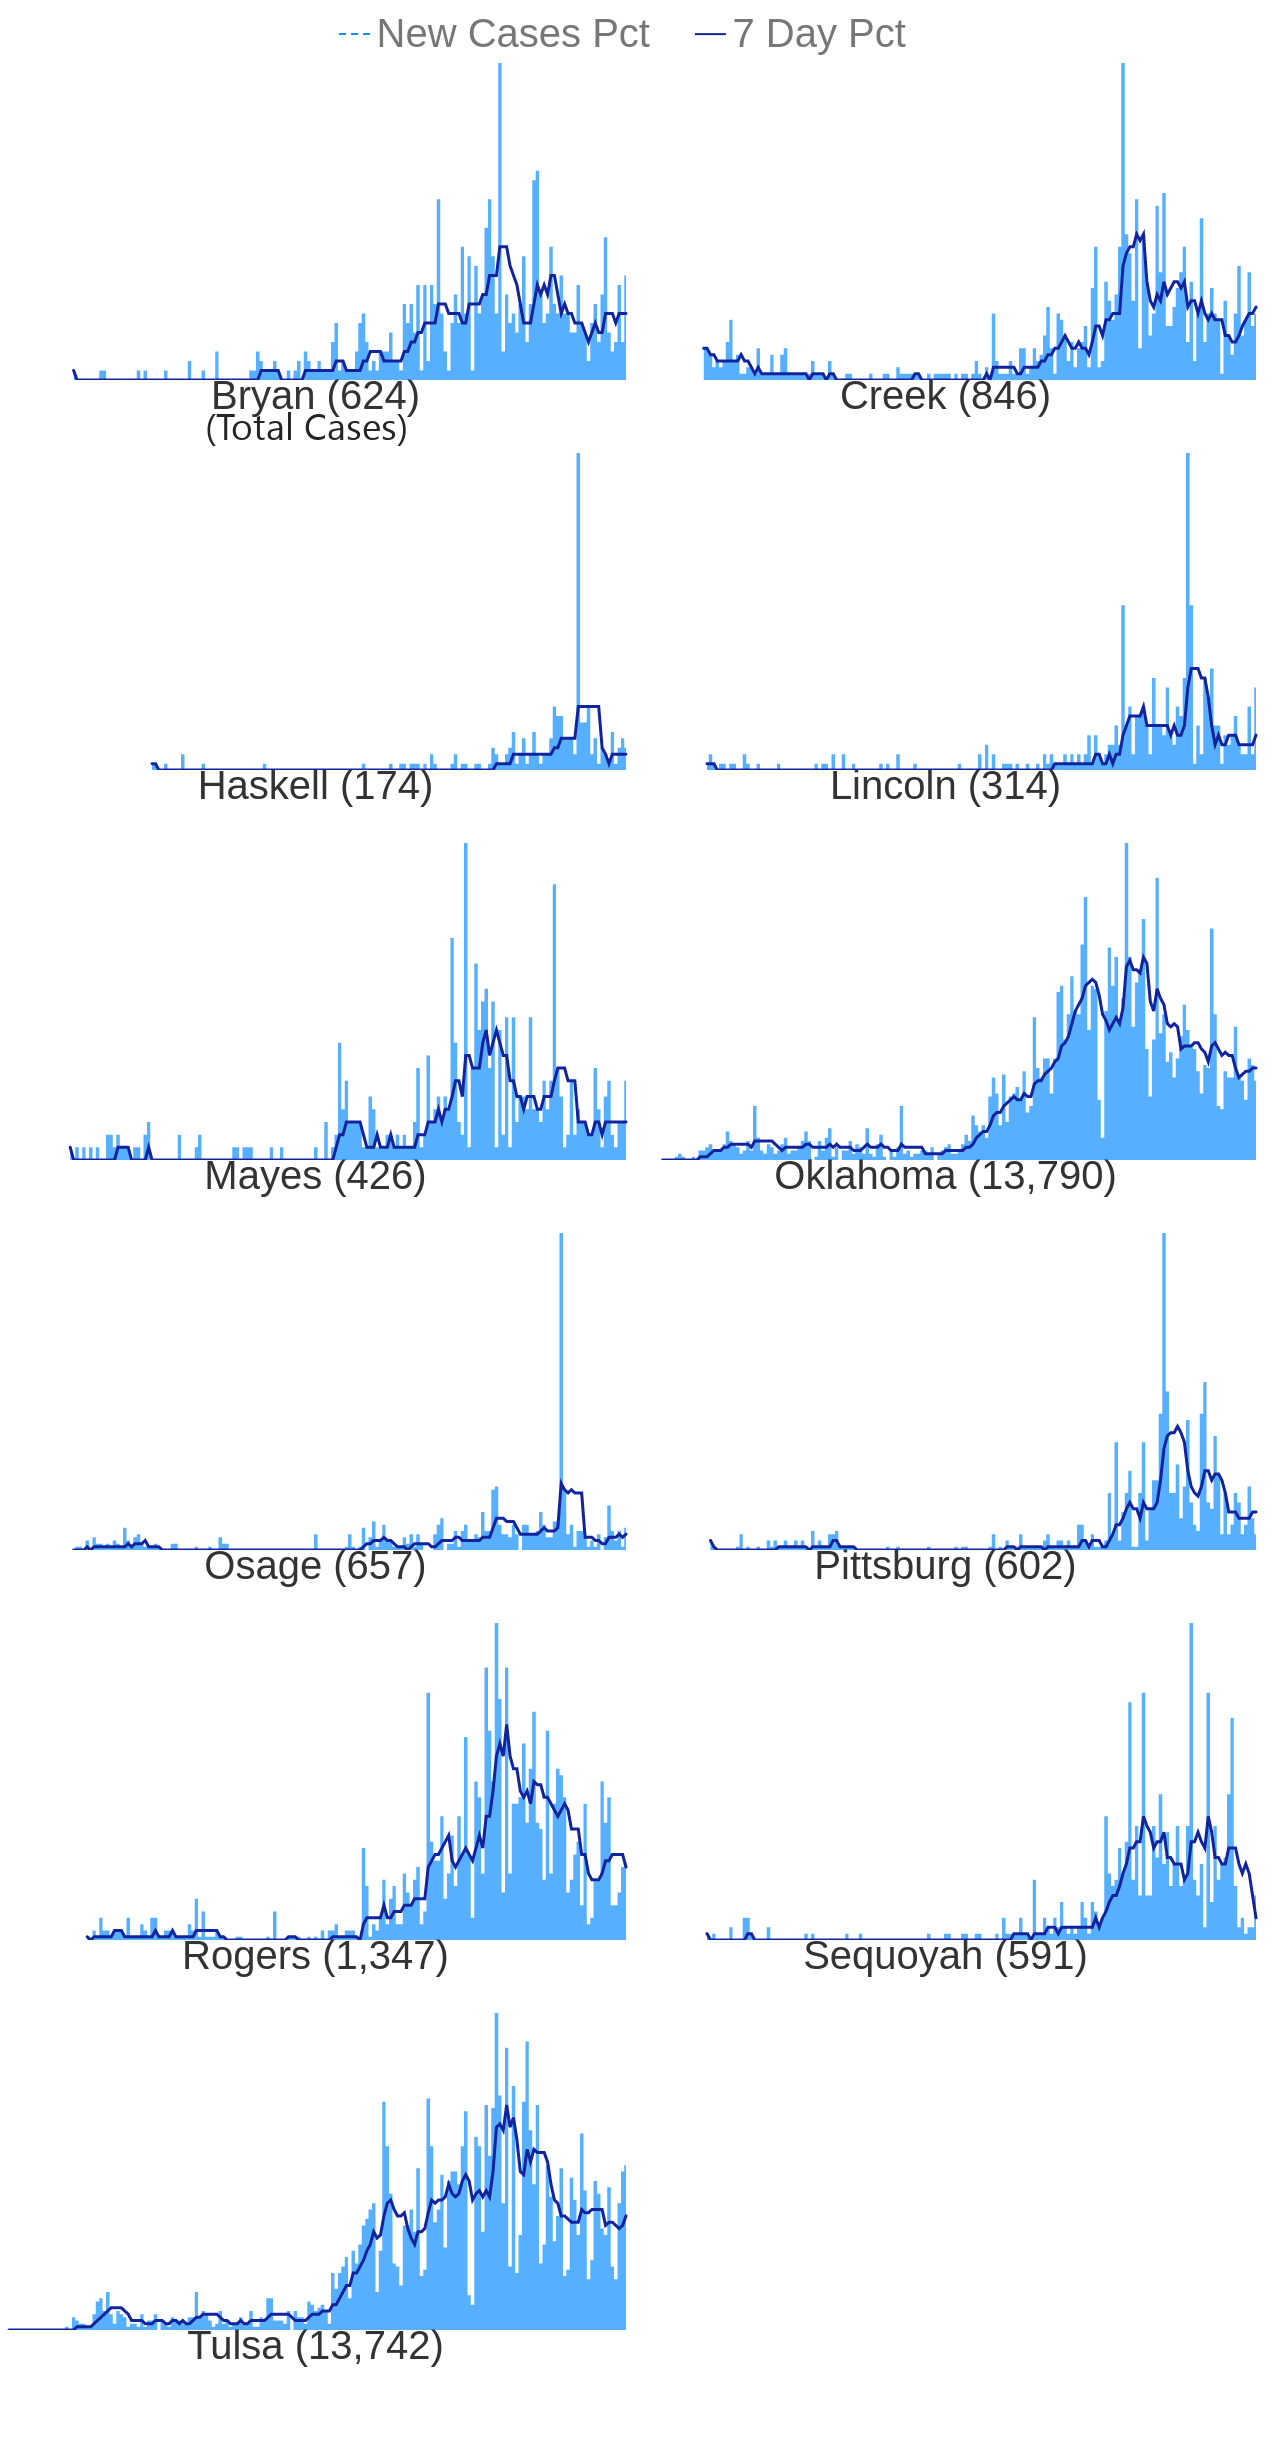 New Cases Pct 7 Day Pct
Bryan (624) Creek (846)
(Total Cases)
Haskell (174) Lincoln (314)
Mayes (426) Oklahoma (13,790)
Osage (657) Pittsburg (602)
Rogers (1,347) Sequoyah (591)
Tulsa (13,742)